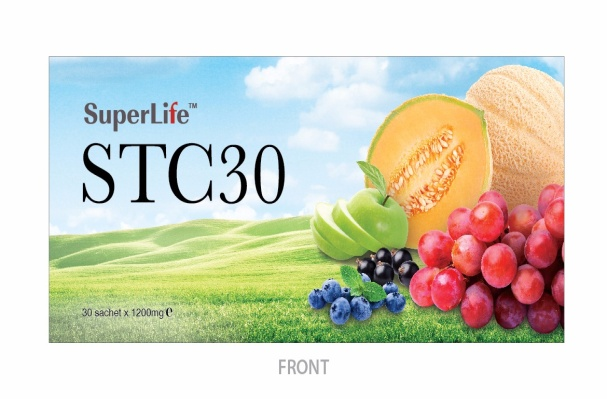 SuperLife™
STC30
30 sachet x 1200mg ℮
FRONT